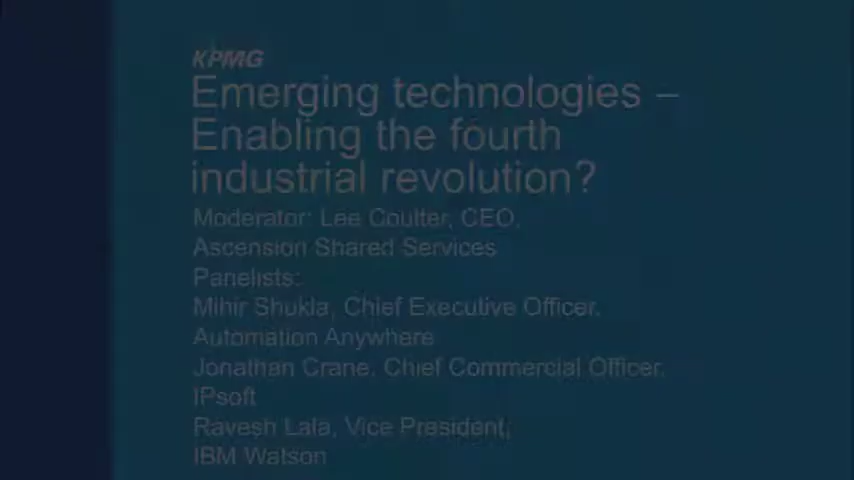 KPMG
Emerging technologies –
Enabling the fourth
industrial revolution?
Moderator: Lee Coulter, CEO,
Ascension Shared Services
Panelists:
Mihir Shukla, Chief Executive Officer,
Automation Anywhere
Jonathan Crane, Chief Commercial Officer,
IPsoft
Ravesh Lala, Vice President,
IBM Watson